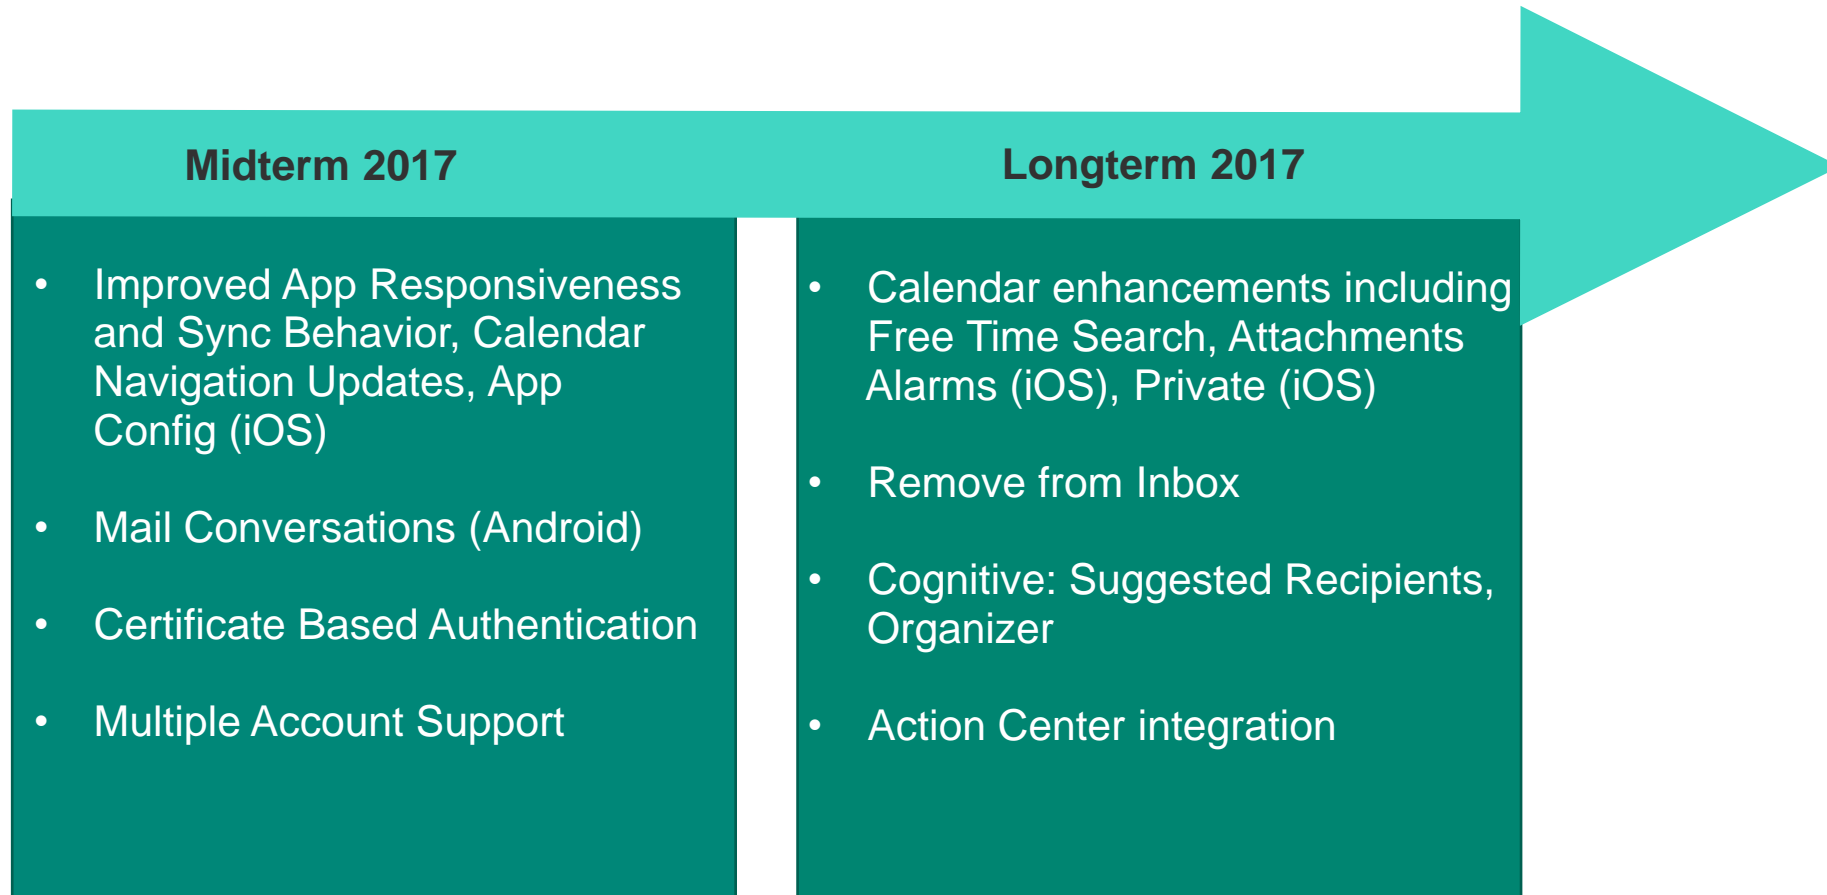 Midterm 2017
• Improved App Responsiveness
and Sync Behavior, Calendar
Navigation Updates, App
Config (iOS)
• Mail Conversations (Android)
• Certificate Based Authentication
• Multiple Account Support
Longterm 2017
• Calendar enhancements including
Free Time Search, Attachments
Alarms (iOS), Private (iOS)
• Remove from Inbox
• Cognitive: Suggested Recipients,
Organizer
• Action Center integration